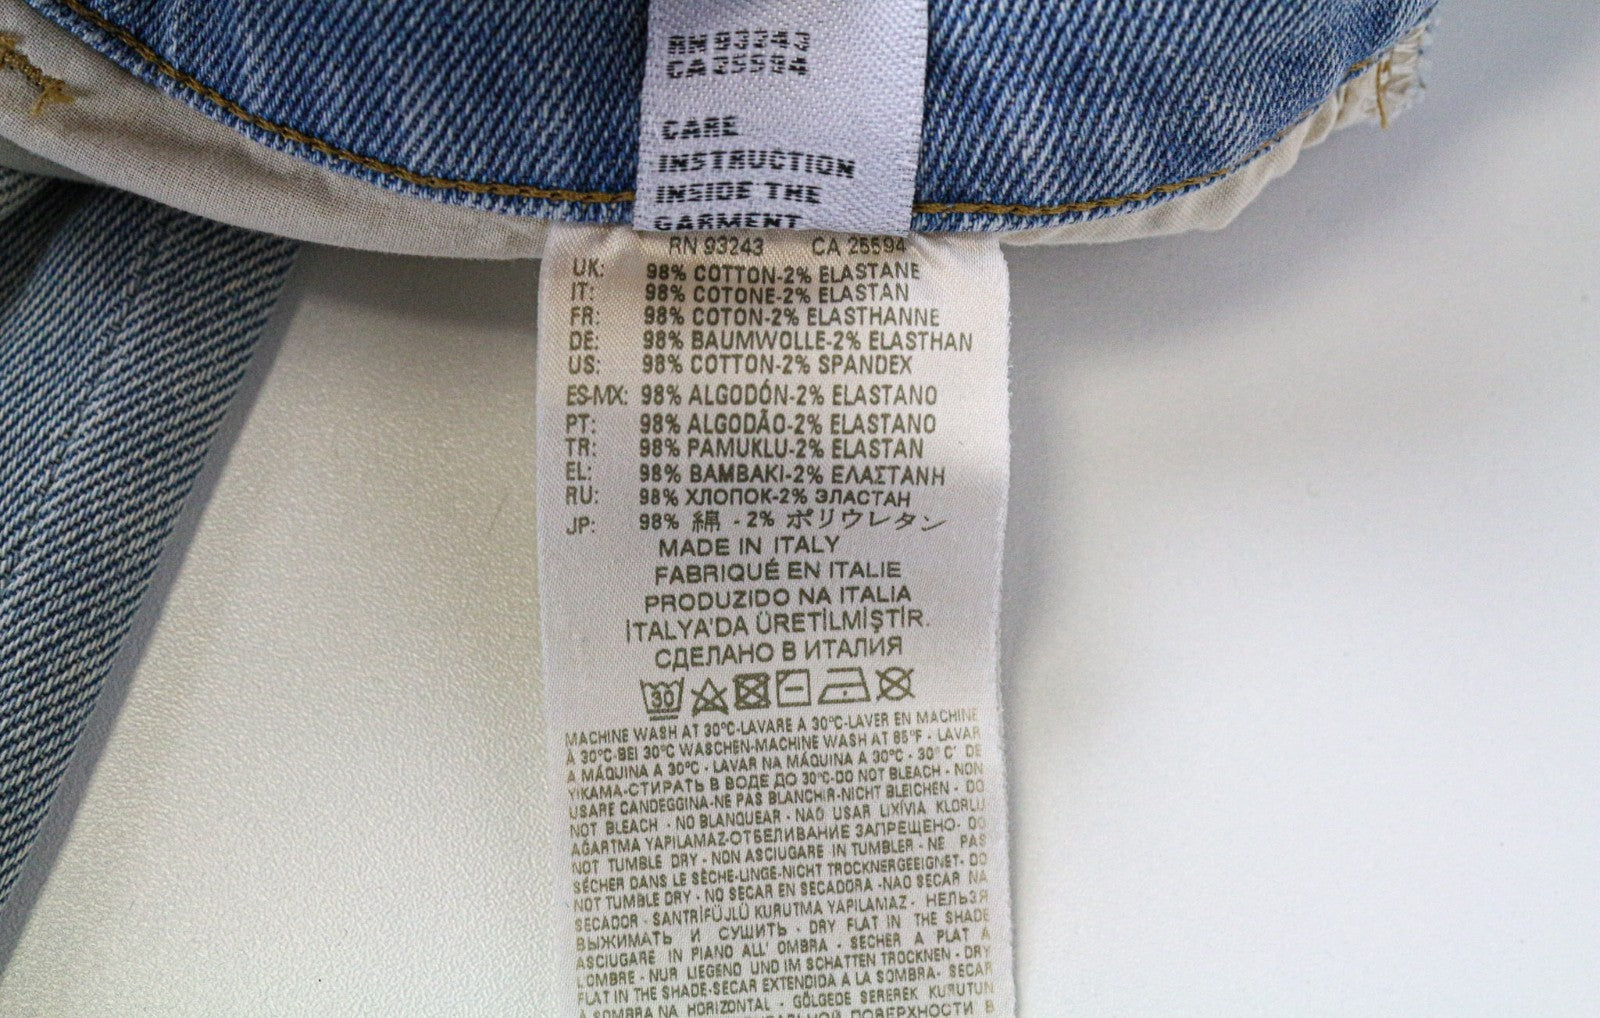 RN 93243
CA 25594
CARE
INSTRUCTION
INSIDE THE
GARMENT
RN 93243 CA 25594
UK: 98% COTTON-2% ELASTANE
IT: 98% COTONE-2% ELASTAN
FR: 98% COTON-2% ELASTHANNE
DE: 98% BAUMWOLLE-2% ELASTHAN
US: 98% COTTON-2% SPANDEX
ES-MX: 98% ALGODÓN-2% ELASTANO
PT: 98% ALGODÃO-2% ELASTANO
TR: 98% PAMUKLU-2% ELASTAN
EL: 98% BAMBAKI-2% ΕΛΑΣΤΑΝΗ
RU: 98% ХЛОПОК-2% ЭЛАСТАН
JP: 98% 綿 - 2% ポリウレタン
MADE IN ITALY
FABRIQUÉ EN ITALIE
PRODUZIDO NA ITALIA
İTALYA'DA ÜRETİLMİŞTİR.
СДЕЛАНО В ИТАЛИЯ
30
MACHINE WASH AT 30°C-LAVARE A 30°C-LAVER EN MACHINE
À 30°C-BEI 30°C WASCHEN-MACHINE WASH AT 85°F - LAVAR
A MÁQUINA A 30°C - LAVAR NA MÁQUINA A 30°C - 30°C' DE
YIKAMA-СТИРАТЬ В ВОДЕ ДО 30°C-DO NOT BLEACH - NON
USARE CANDEGGINA-NE PAS BLANCHIR-NICHT BLEICHEN - DO
NOT BLEACH - NO BLANQUEAR - NAO USAR LIXÍVIA KLORLU
AĞARTMA YAPILAMAZ-ОТБЕЛИВАНИЕ ЗАПРЕЩЕНО- DO
NOT TUMBLE DRY - NON ASCIUGARE IN TUMBLER - NE PAS
SÉCHER DANS LE SÈCHE-LINGE-NICHT TROCKNERGEEIGNET- DO
NOT TUMBLE DRY - NO SECAR EN SECADORA -NAO SECAR NA
SECADOR - SANTRİFÜJLÜ KURUTMA YAPILAMAZ - НЕЛЬЗЯ
ВЫЖИМАТЬ И СУШИТЬ - DRY FLAT IN THE SHADE
ASCIUGARE IN PIANO ALL' OMBRA - SECHER A PLAT À
L'OMBRE - NUR LIEGEND UND IM SCHATTEN TROCKNEN - DRY
FLAT IN THE SHADE-SECAR EXTENDIDA A LA SOMBRA- SECAR
A SOMBRA NA HORIZONTAL - GÖLGEDE SEREREK KURUTUN
ПОВЕРХНОСТИ В